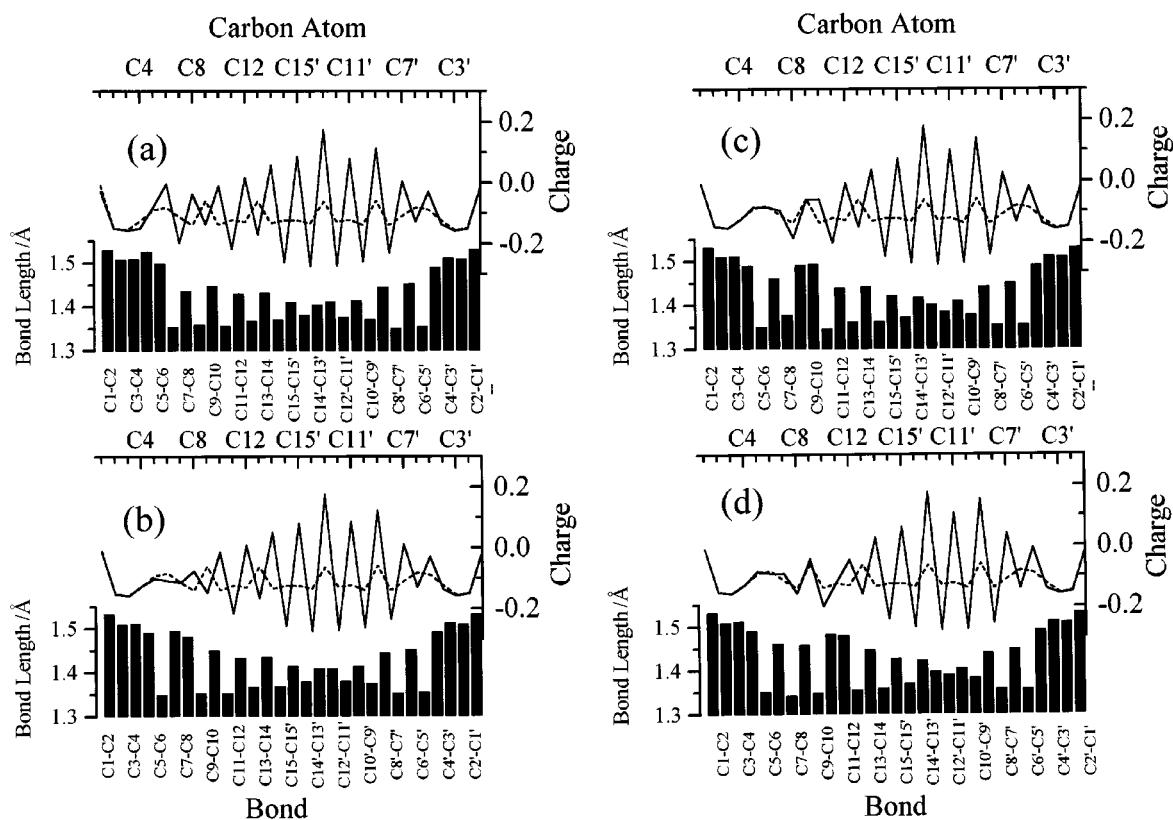 Carbon Atom
C4 C8 C12 C15' C11' C7' C3'
(a)
0.2
0.0
-0.2
Charge
Bond Length /Å
1.5
1.4
1.3
C1-C2
C3-C4
C5-C6
C7-C8
C9-C10
C11-C12
C13-C14
C15-C15'
C14'-C13'
C12'-C11'
C10'-C9'
C8'-C7'
C6'-C5'
C4'-C3'
C2'-C1'
C4 C8 C12 C15' C11' C7' C3'
(b)
0.2
0.0
-0.2
Charge
Bond Length /Å
1.5
1.4
1.3
C1-C2
C3-C4
C5-C6
C7-C8
C9-C10
C11-C12
C13-C14
C15-C15'
C14'-C13'
C12'-C11'
C10'-C9'
C8'-C7'
C6'-C5'
C4'-C3'
C2'-C1'
Bond
Carbon Atom
C4 C8 C12 C15' C11' C7' C3'
(c)
0.2
0.0
-0.2
Charge
Bond Length /Å
1.5
1.4
1.3
C1-C2
C3-C4
C5-C6
C7-C8
C9-C10
C11-C12
C13-C14
C15-C15'
C14'-C13'
C12'-C11'
C10'-C9'
C8'-C7'
C6'-C5'
C4'-C3'
C2'-C1'
C4 C8 C12 C15' C11' C7' C3'
(d)
0.2
0.0
-0.2
Charge
Bond Length /Å
1.5
1.4
1.3
C1-C2
C3-C4
C5-C6
C7-C8
C9-C10
C11-C12
C13-C14
C15-C15'
C14'-C13'
C12'-C11'
C10'-C9'
C8'-C7'
C6'-C5'
C4'-C3'
C2'-C1'
Bond